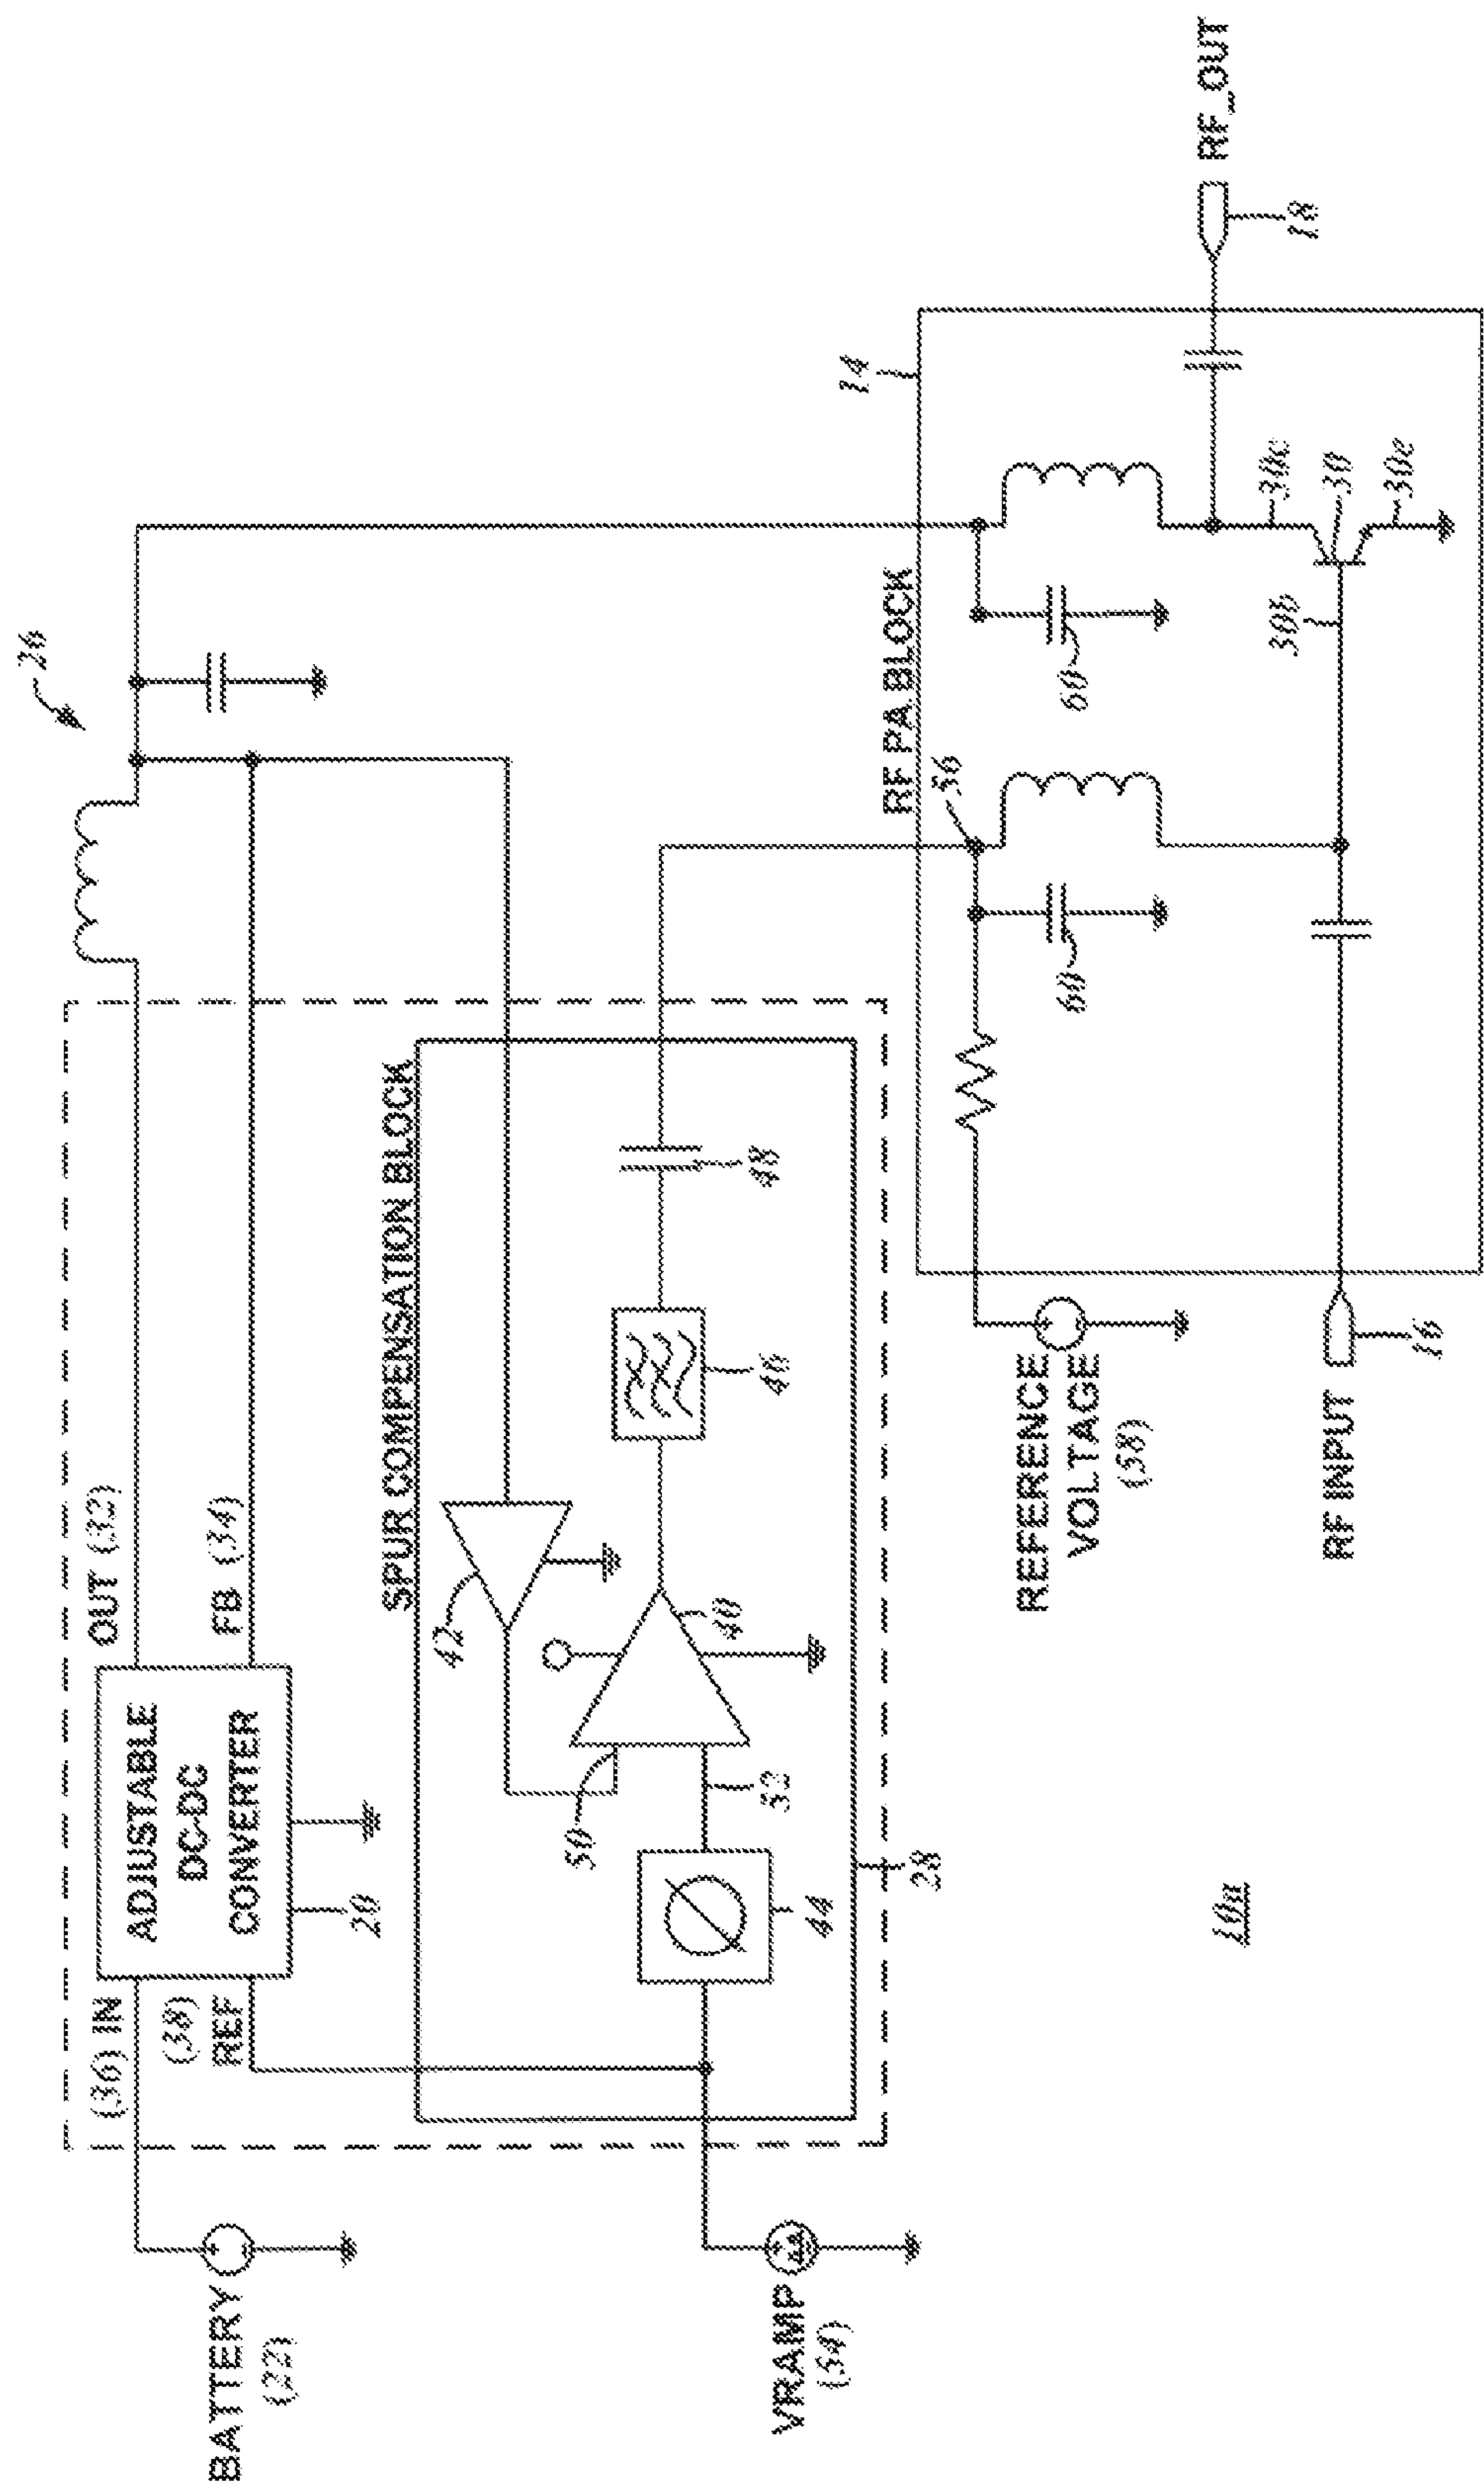 26
OUT (32)
FB (34)
(36) IN
(38)
REF
ADJUSTABLE
DC-DC
CONVERTER
20
BATTERY
(22)
SPUR COMPENSATION BLOCK
42
50
40
52
44
46
48
28
VRAMP
(54)
RF PA BLOCK
14
56
60
60
REFERENCE
VOLTAGE
(58)
RF INPUT
16
30b
30c
30
30e
RF_OUT
18
10a